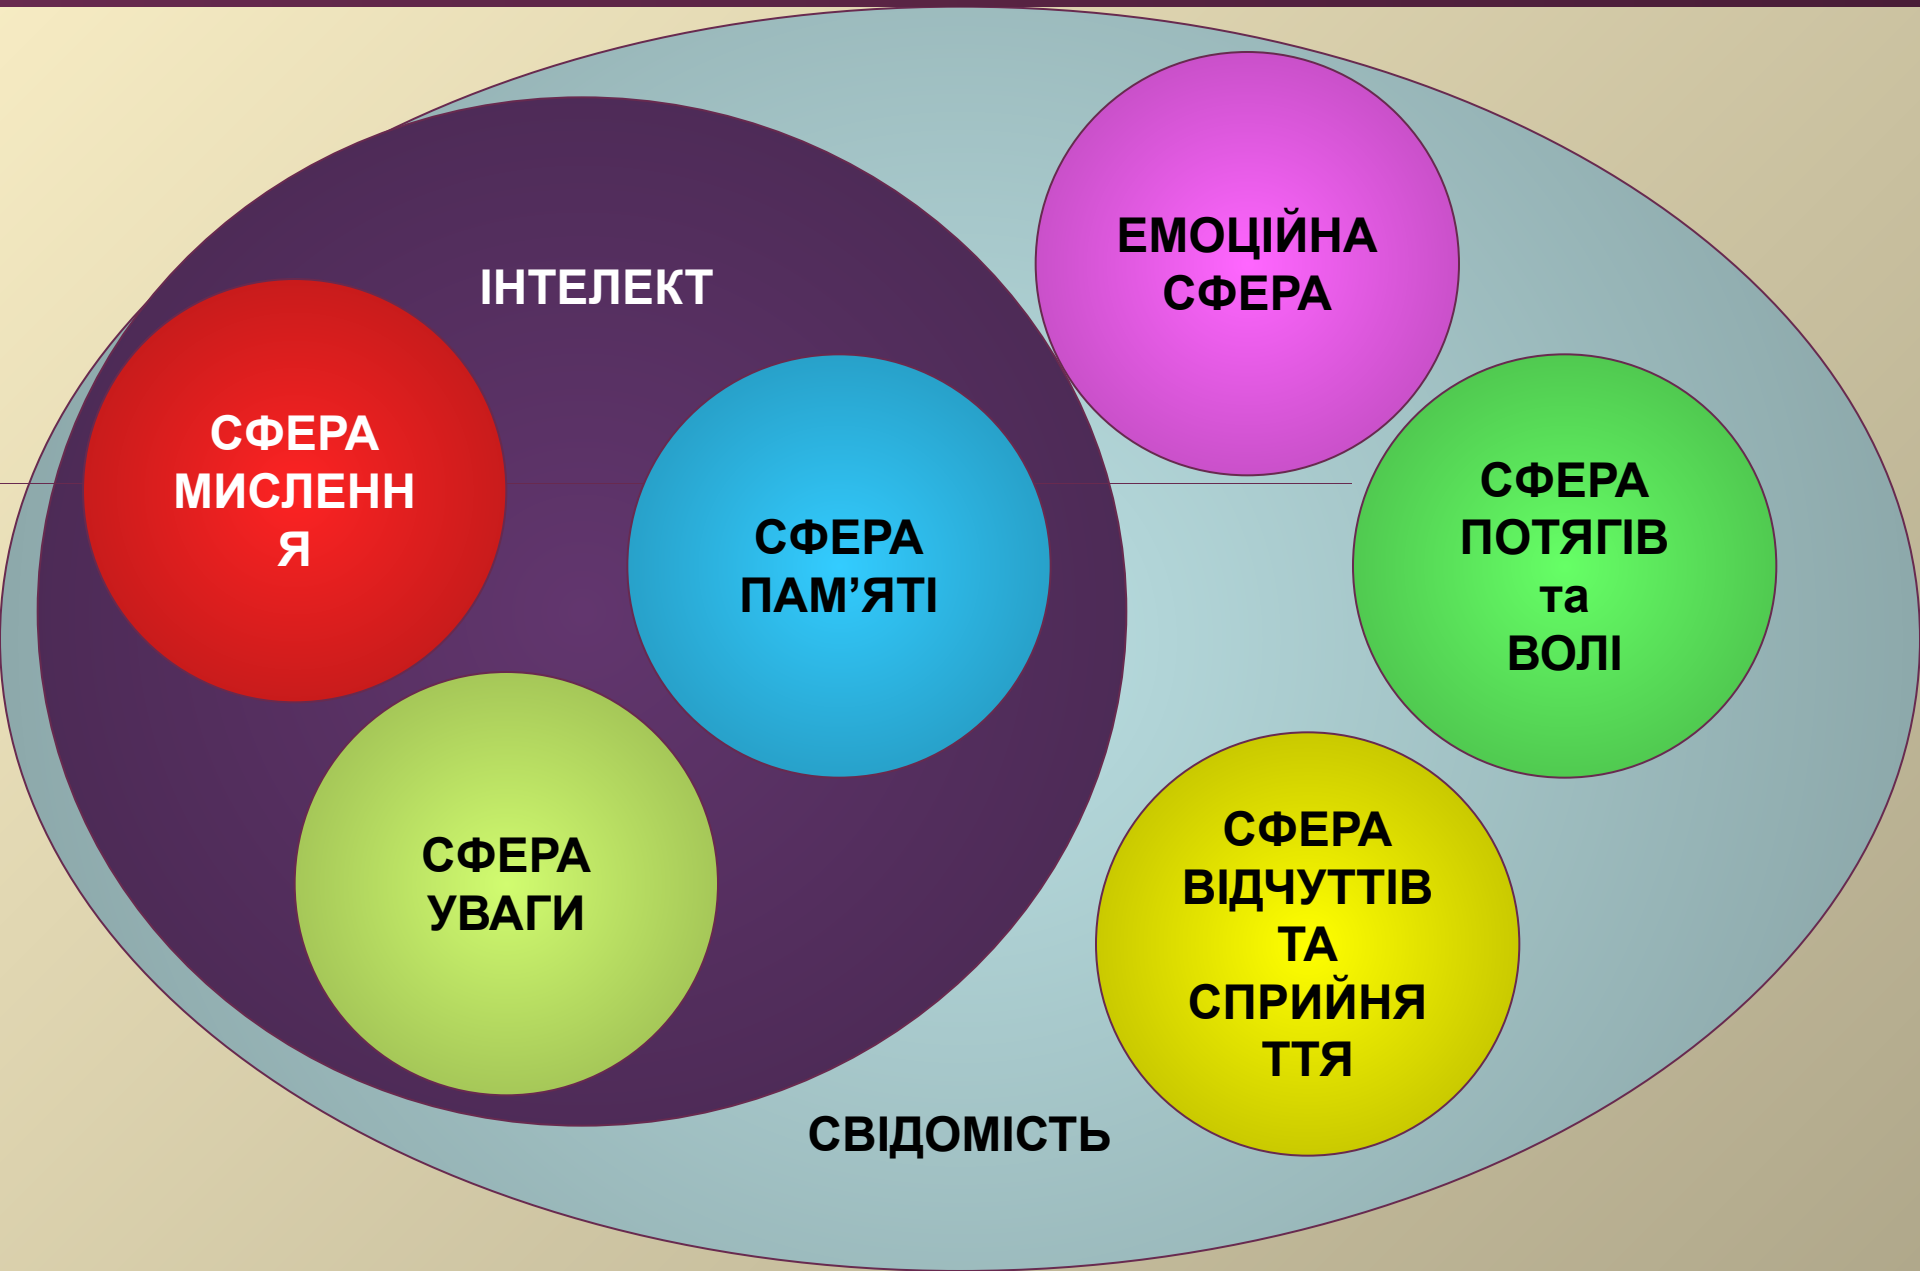 ІНТЕЛЕКТ
СФЕРА
МИСЛЕНН
Я
СФЕРА
ПАМ’ЯТІ
СФЕРА
УВАГИ
ЕМОЦІЙНА
СФЕРА
СФЕРА
ПОТЯГІВ
та
ВОЛІ
СФЕРА
ВІДЧУТТІВ
ТА
СПРИЙНЯ
ТТЯ
СВІДОМІСТЬ